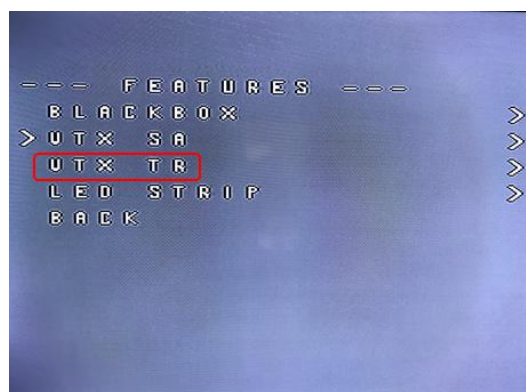 --- FEATURES ---
BLACKBOX >
> VTX SA >
VTX TR >
LED STRIP >
BACK